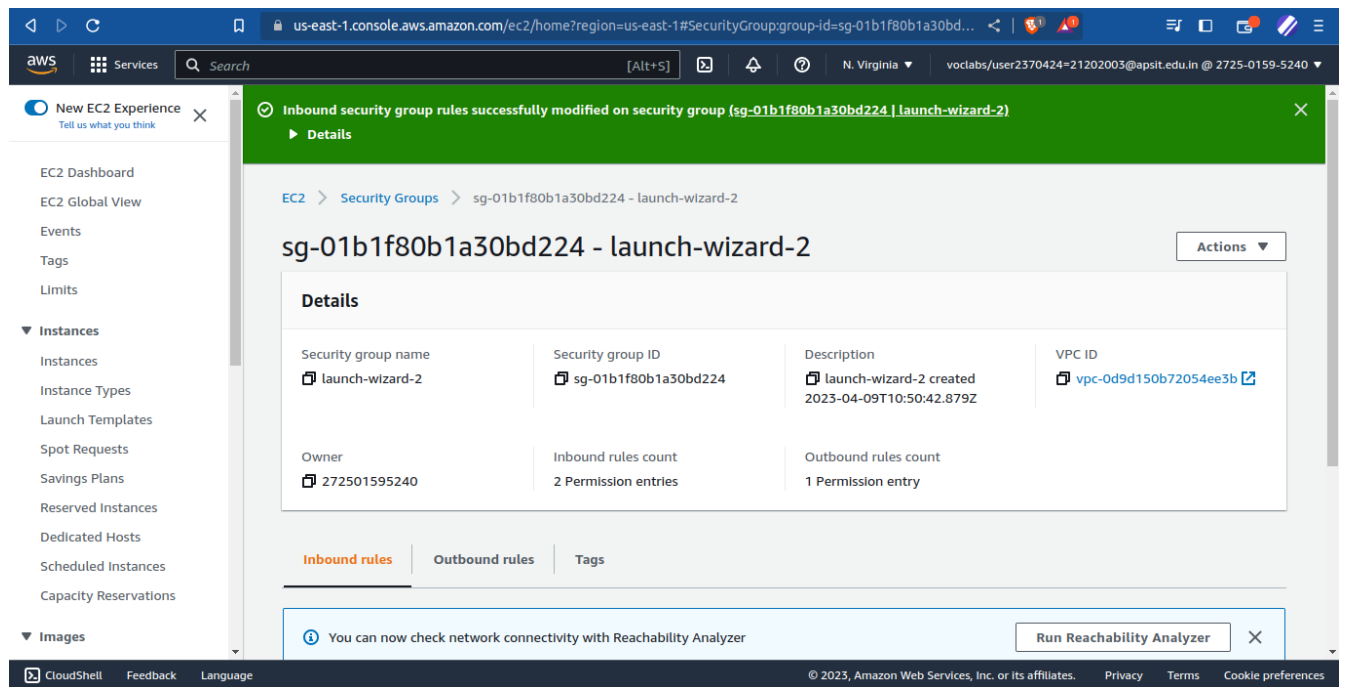 us-east-1.console.aws.amazon.com/ec2/home?region=us-east-1#SecurityGroup:group-id=sg-01b1f80b1a30bd...
aws Services Search [Alt+S] N. Virginia ▼ voclabs/user2370424=21202003@apsit.edu.in @ 2725-0159-5240 ▼
New EC2 Experience
Tell us what you think
EC2 Dashboard
EC2 Global View
Events
Tags
Limits
Instances
Instances
Instance Types
Launch Templates
Spot Requests
Savings Plans
Reserved Instances
Dedicated Hosts
Scheduled Instances
Capacity Reservations
Images
Inbound security group rules successfully modified on security group (sg-01b1f80b1a30bd224 | launch-wizard-2)
Details
EC2 > Security Groups > sg-01b1f80b1a30bd224 - launch-wizard-2
sg-01b1f80b1a30bd224 - launch-wizard-2
Actions ▼
Details
Security group name
launch-wizard-2
Security group ID
sg-01b1f80b1a30bd224
Description
launch-wizard-2 created
2023-04-09T10:50:42.879Z
VPC ID
vpc-0d9d150b72054ee3b
Owner
272501595240
Inbound rules count
2 Permission entries
Outbound rules count
1 Permission entry
Inbound rules Outbound rules Tags
You can now check network connectivity with Reachability Analyzer
Run Reachability Analyzer
CloudShell Feedback Language © 2023, Amazon Web Services, Inc. or its affiliates. Privacy Terms Cookie preferences